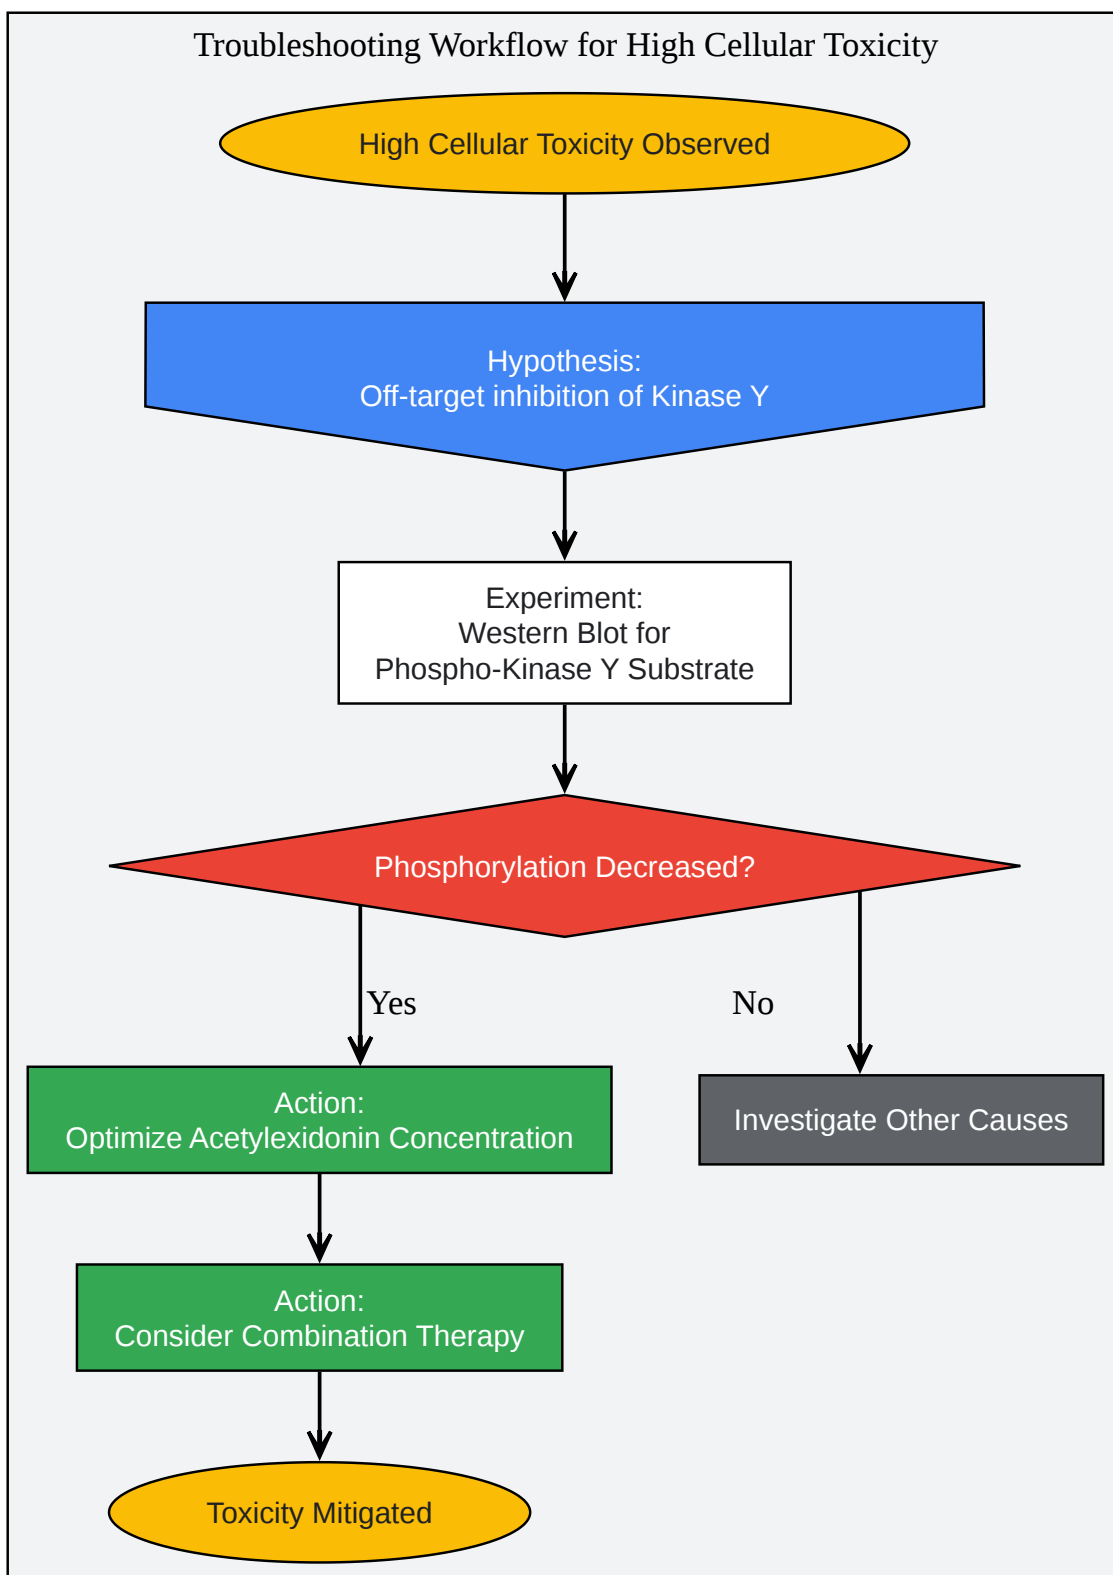 Troubleshooting Workflow for High Cellular Toxicity
High Cellular Toxicity Observed
Hypothesis:
Off-target inhibition of Kinase Y
Experiment:
Western Blot for
Phospho-Kinase Y Substrate
Phosphorylation Decreased?
Yes
No
Action:
Optimize Acetylexidonin Concentration
Investigate Other Causes
Action:
Consider Combination Therapy
Toxicity Mitigated